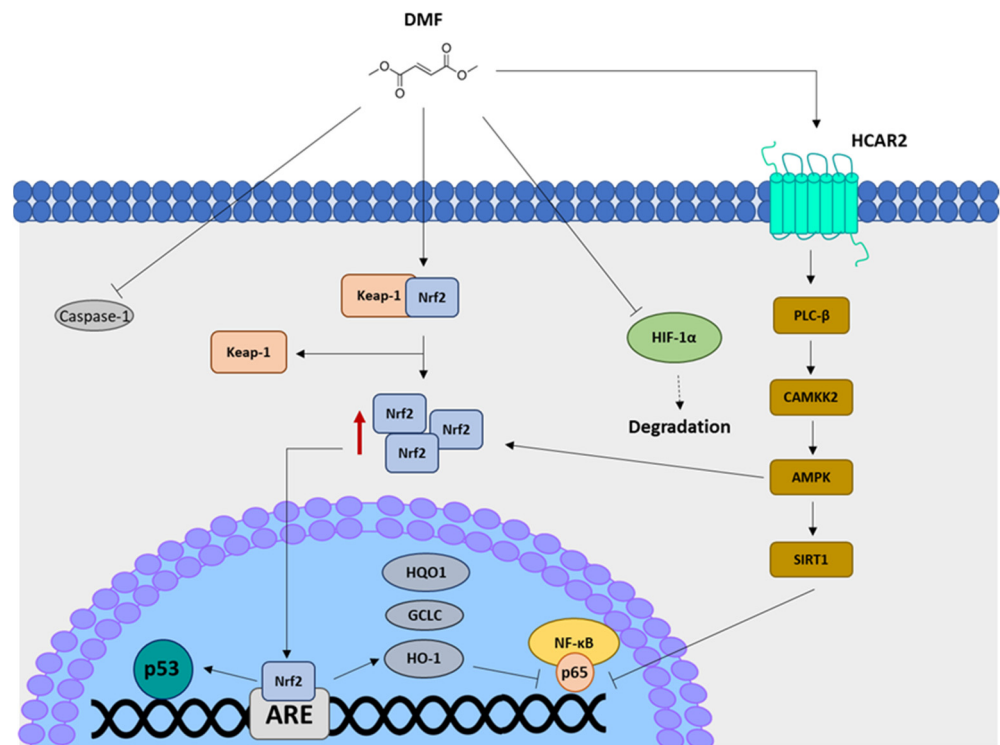 DMF
O
O
O
O
HCAR2
Keap-1
Nrf2
Caspase-1
PLC-β
HIF-1α
Keap-1
CAMKK2
Nrf2
Nrf2
Nrf2
Degradation
AMPK
SIRT1
HQO1
GCLC
HO-1
NF-κB
p65
p53
Nrf2
ARE